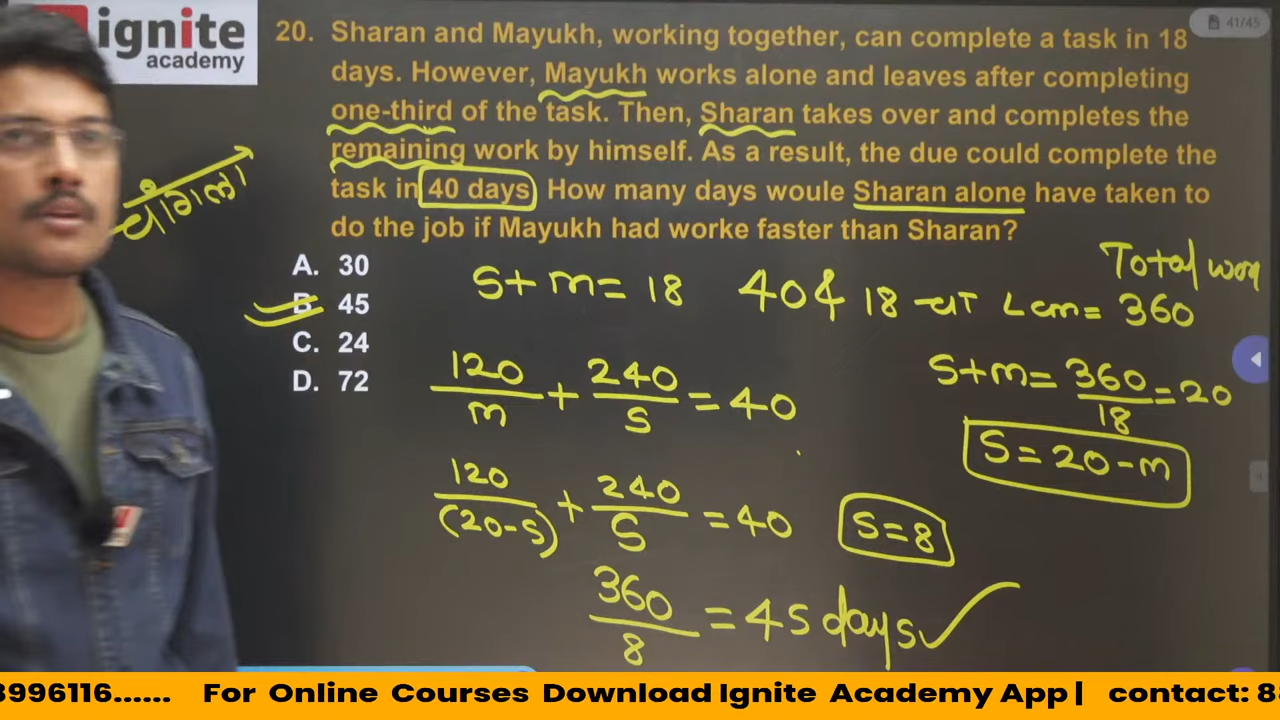 ignite
academy
41/45
20. Sharan and Mayukh, working together, can complete a task in 18
days. However, Mayukh works alone and leaves after completing
one-third of the task. Then, Sharan takes over and completes the
remaining work by himself. As a result, the due could complete the
task in 40 days. How many days woule Sharan alone have taken to
do the job if Mayukh had worke faster than Sharan?
चांगला
A. 30
B. 45
C. 24
D. 72
S+m= 18 40 & 18 चा Lcm= 360
Total wor
120/m + 240/S = 40
S+m= 360/18 = 20
S=20-m
120/(20-S) + 240/S = 40
S=8
360/8 = 45 days
8996116...... For Online Courses Download Ignite Academy App | contact: 8